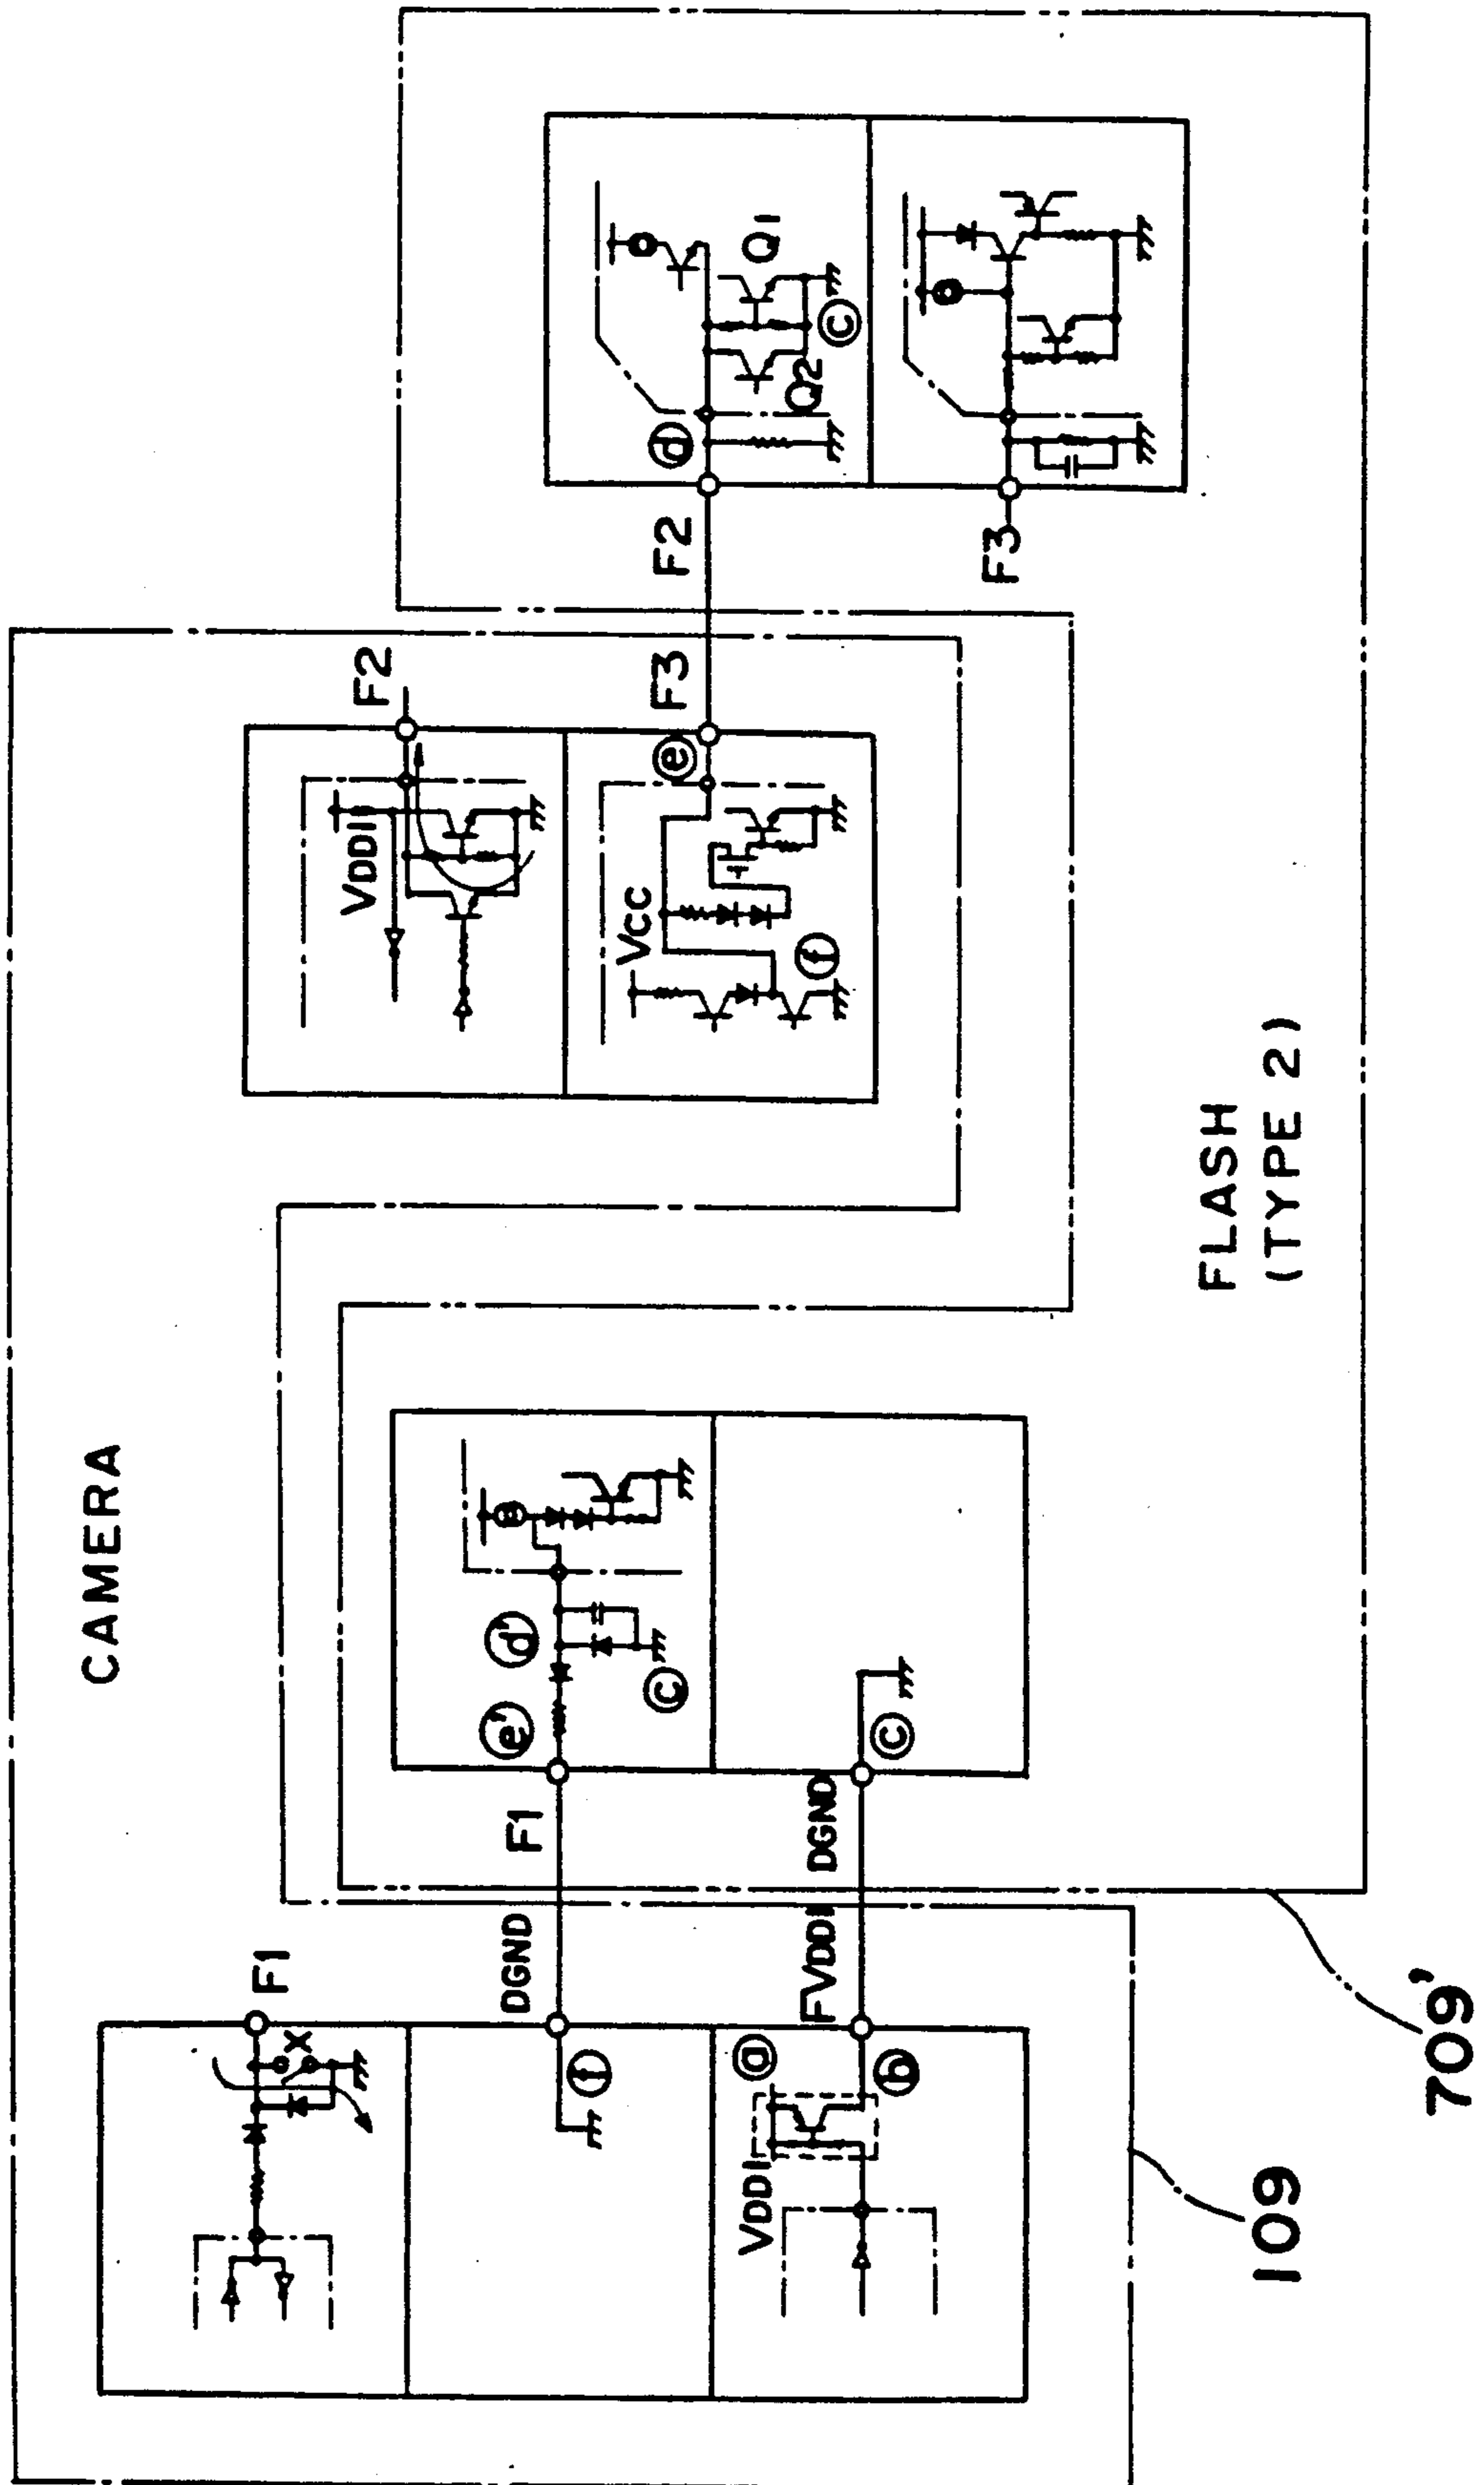 CAMERA
F1
X
DGND
ⓕ
VDD1
ⓐ
ⓑ
FVDD1
F1
ⓔ'
ⓓ'
ⓒ
DGND
ⓒ
F2
VDD1
F3
ⓔ
VCC
ⓕ
F2
ⓓ
Q2
Q1
ⓒ
F3
FLASH
(TYPE 2)
109
709'